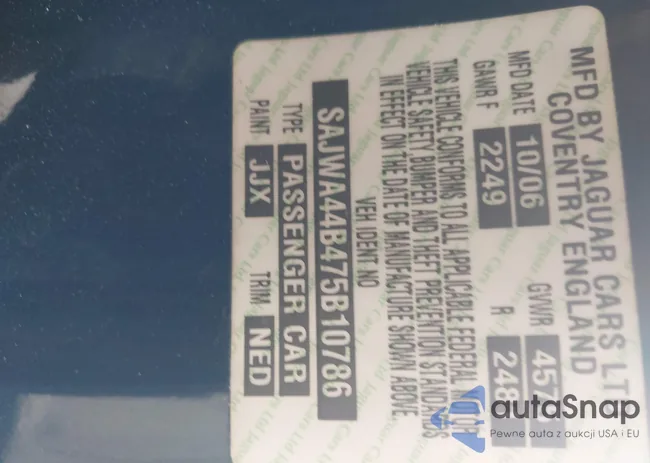 MFD BY JAGUAR CARS LT
COVENTRY ENGLAND
MFD DATE 10/06 GVWR 457
GAWR F 2249 R 248
THIS VEHICLE CONFORMS TO ALL APPLICABLE FEDERAL MOTOR
VEHICLE SAFETY BUMPER AND THEFT PREVENTION STANDARDS
IN EFFECT ON THE DATE OF MANUFACTURE SHOWN ABOVE
VEH IDENT NO
SAJWA44B475B10786
TYPE PASSENGER CAR
PAINT JJX TRIM NED
autaSnap
Pewne auta z aukcji USA i EU